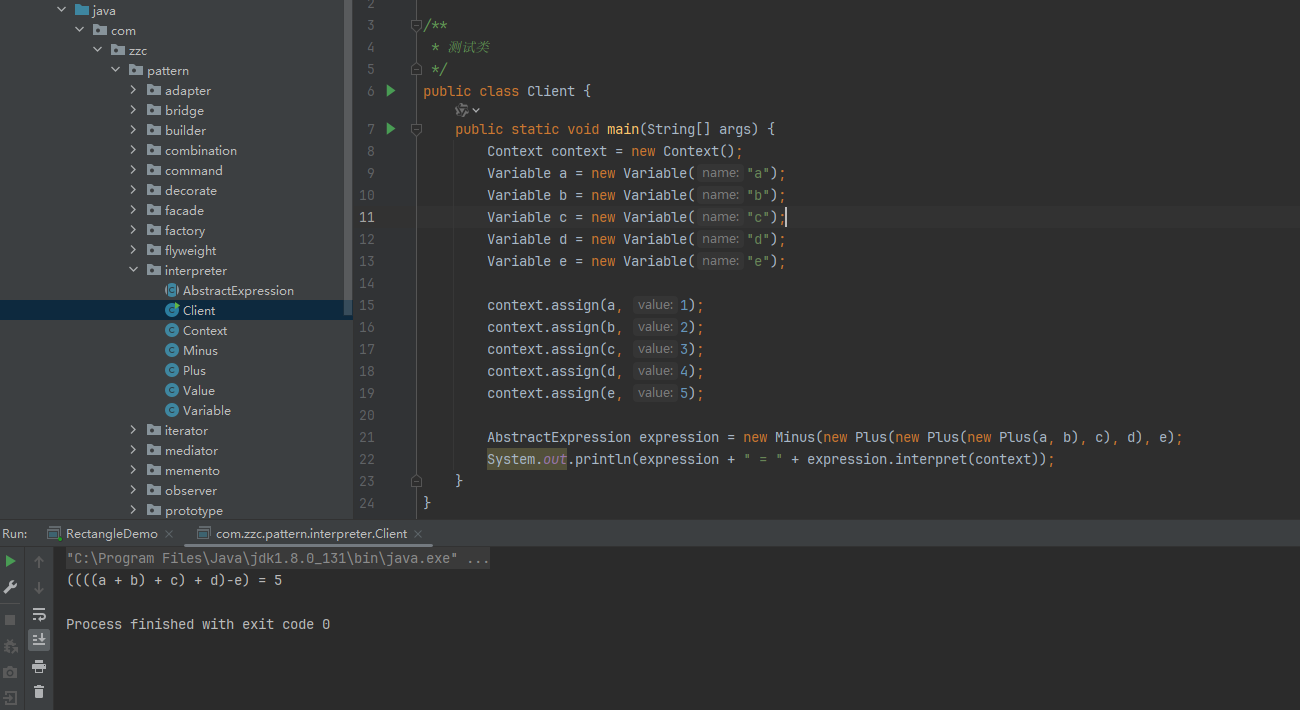 java
com
zzc
pattern
adapter
bridge
builder
combination
command
decorate
facade
factory
flyweight
interpreter
AbstractExpression
Client
Context
Minus
Plus
Value
Variable
iterator
mediator
memento
observer
prototype
2
3 /**
4 * 测试类
5 */
6 public class Client {
7 public static void main(String[] args) {
8 Context context = new Context();
9 Variable a = new Variable( name: "a");
10 Variable b = new Variable( name: "b");
11 Variable c = new Variable( name: "c");
12 Variable d = new Variable( name: "d");
13 Variable e = new Variable( name: "e");
14
15 context.assign(a, value: 1);
16 context.assign(b, value: 2);
17 context.assign(c, value: 3);
18 context.assign(d, value: 4);
19 context.assign(e, value: 5);
20
21 AbstractExpression expression = new Minus(new Plus(new Plus(new Plus(a, b), c), d), e);
22 System.out.println(expression + " = " + expression.interpret(context));
23 }
24 }
Run: RectangleDemo com.zzc.pattern.interpreter.Client
"C:\Program Files\Java\jdk1.8.0_131\bin\java.exe" ...
((((a + b) + c) + d)-e) = 5
Process finished with exit code 0